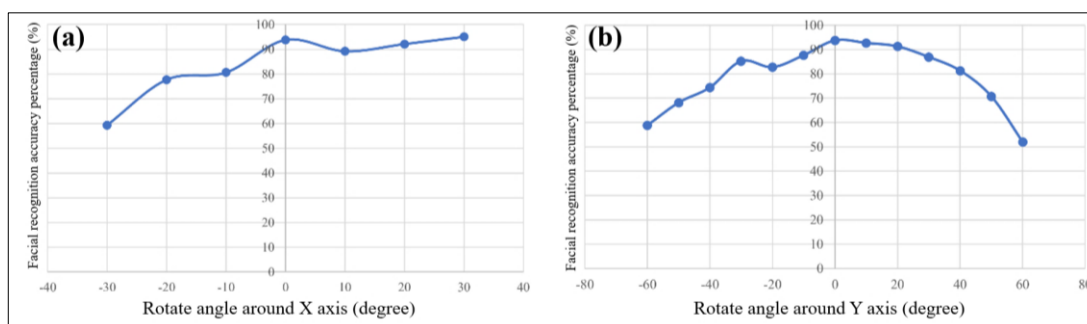 (a)
Facial recognition accuracy percentage (%)
100
90
80
70
60
50
40
30
20
10
0
-40 -30 -20 -10 0 10 20 30 40
Rotate angle around X axis (degree)
(b)
Facial recognition accuracy percentage (%)
100
90
80
70
60
50
40
30
20
10
0
-80 -60 -40 -20 0 20 40 60 80
Rotate angle around Y axis (degree)